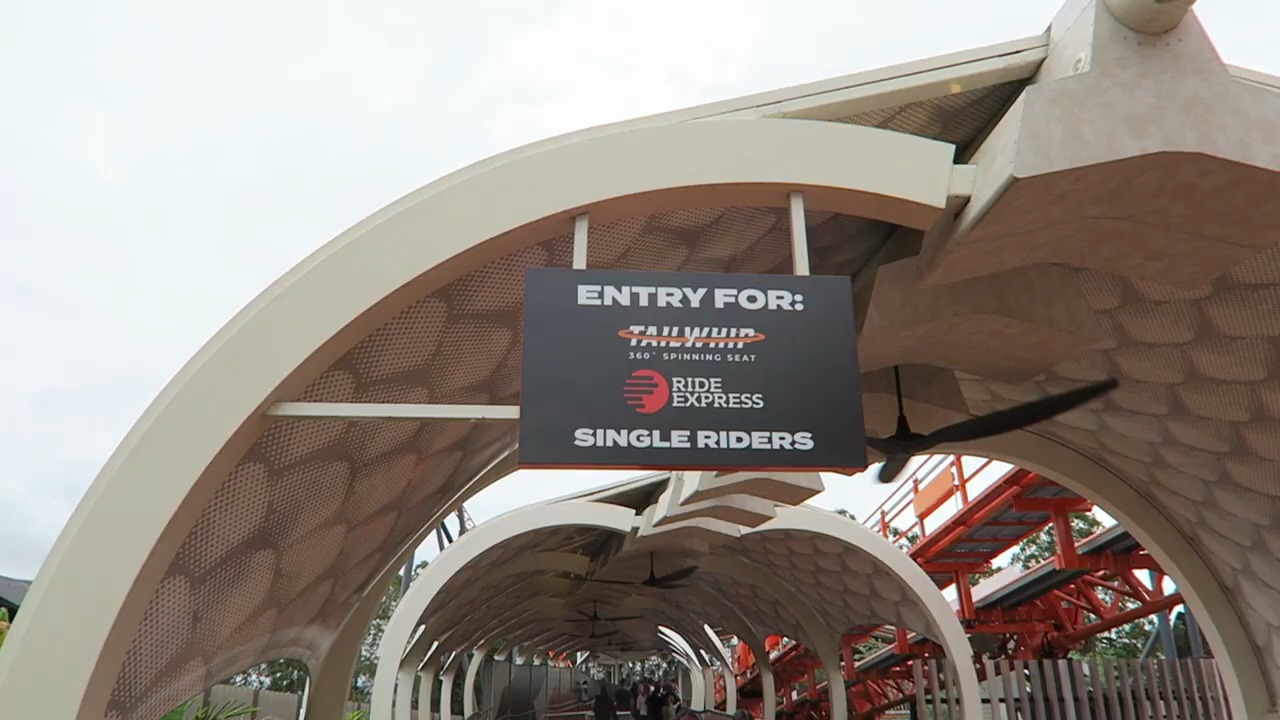 ENTRY FOR:
TAILWHIP
360° SPINNING SEAT
RIDE
EXPRESS
SINGLE RIDERS